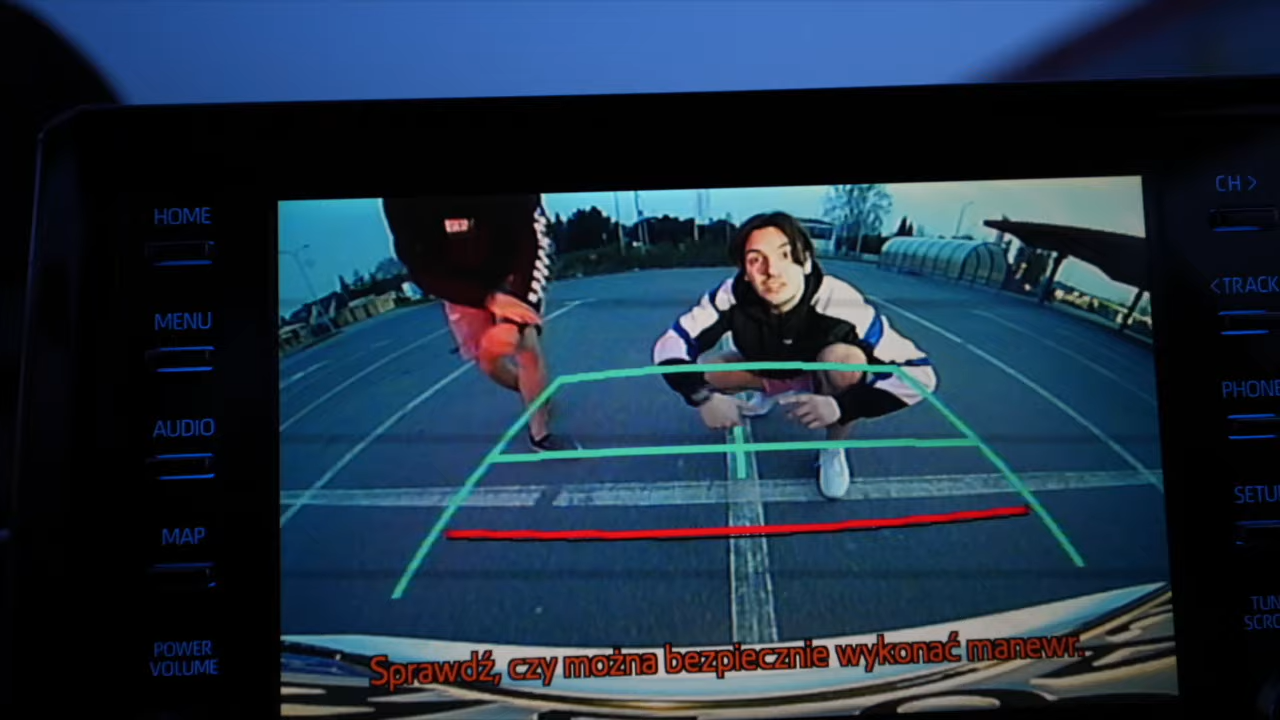 HOME
MENU
AUDIO
MAP
POWER
VOLUME
Sprawdź, czy można bezpiecznie wykonać manewr.
CH >
< TRACK
PHONE
SETU
TUN
SCRO